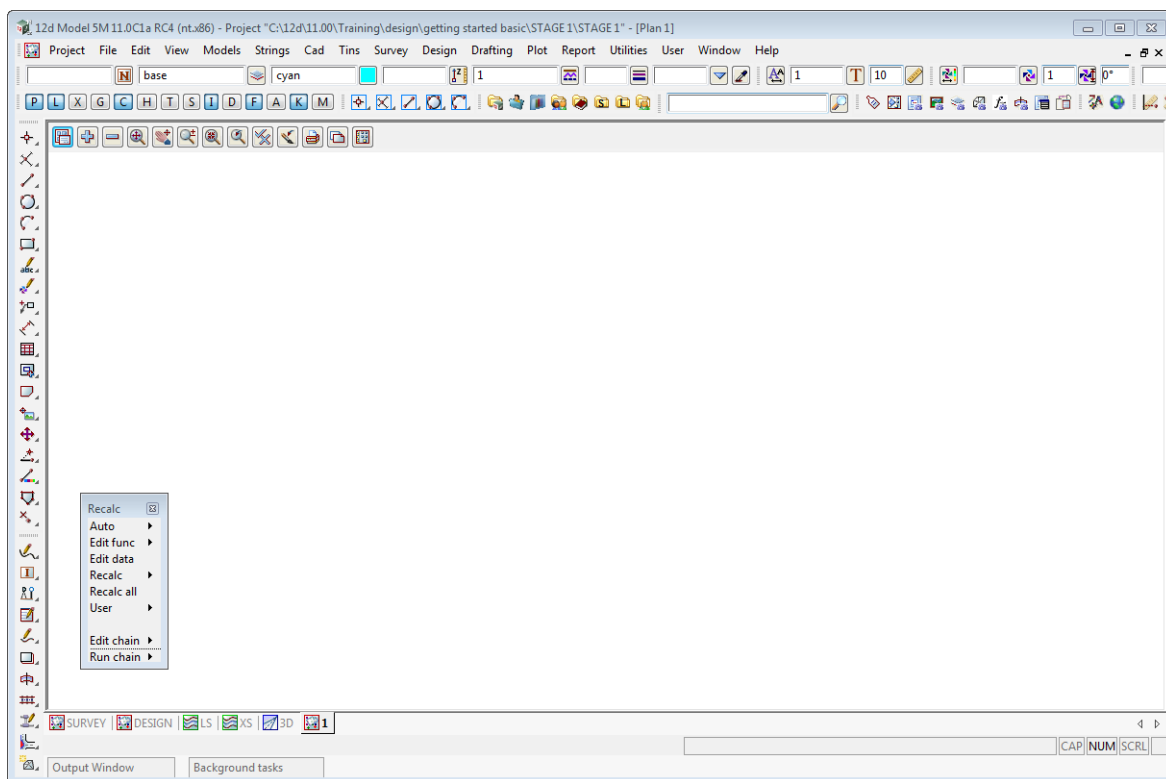 12d Model 5M 11.0C1a RC4 (nt.x86) - Project "C:\12d\11.00\Training\design\getting started basic\STAGE 1\STAGE 1" - [Plan 1]
Project File Edit View Models Strings Cad Tins Survey Design Drafting Plot Report Utilities User Window Help
N base cyan 1 1 T 10 1 0°
P L X G C H T S I D F A K M S L
abc
Recalc
Auto
Edit func
Edit data
Recalc
Recalc all
User
Edit chain
Run chain
SURVEY DESIGN LS XS 3D 1
CAP NUM SCRL
Output Window Background tasks